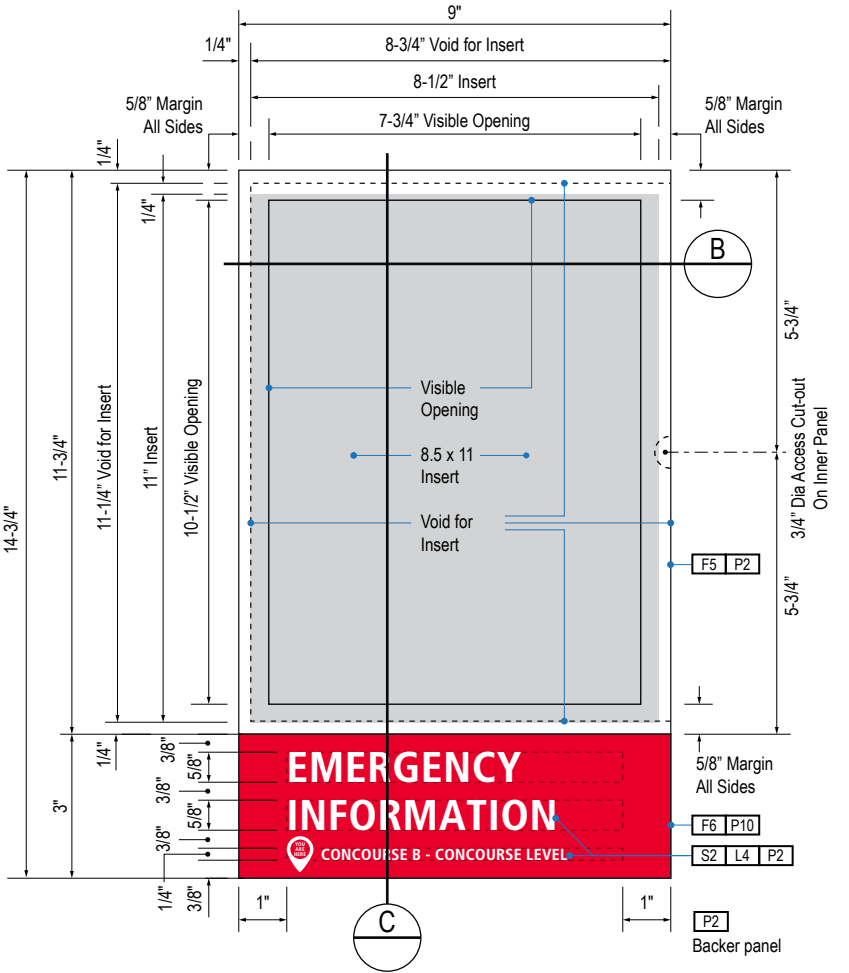 9"
1/4"
8-3/4” Void for Insert
8-1/2” Insert
5/8” Margin
All Sides
7-3/4” Visible Opening
5/8” Margin
All Sides
1/4"
1/4"
B
14-3/4"
11-3/4"
11-1/4” Void for Insert
11” Insert
10-1/2” Visible Opening
Visible
Opening
8.5 x 11
Insert
Void for
Insert
5-3/4"
3/4” Dia Access Cut-out
On Inner Panel
5-3/4"
F5 P2
1/4"
3"
3/8"
5/8"
3/8"
5/8"
3/8"
1/4"
3/8"
EMERGENCY
INFORMATION
YOU
ARE
HERE
CONCOURSE B - CONCOURSE LEVEL
5/8” Margin
All Sides
F6 P10
S2 L4 P2
1"
1"
C
P2
Backer panel